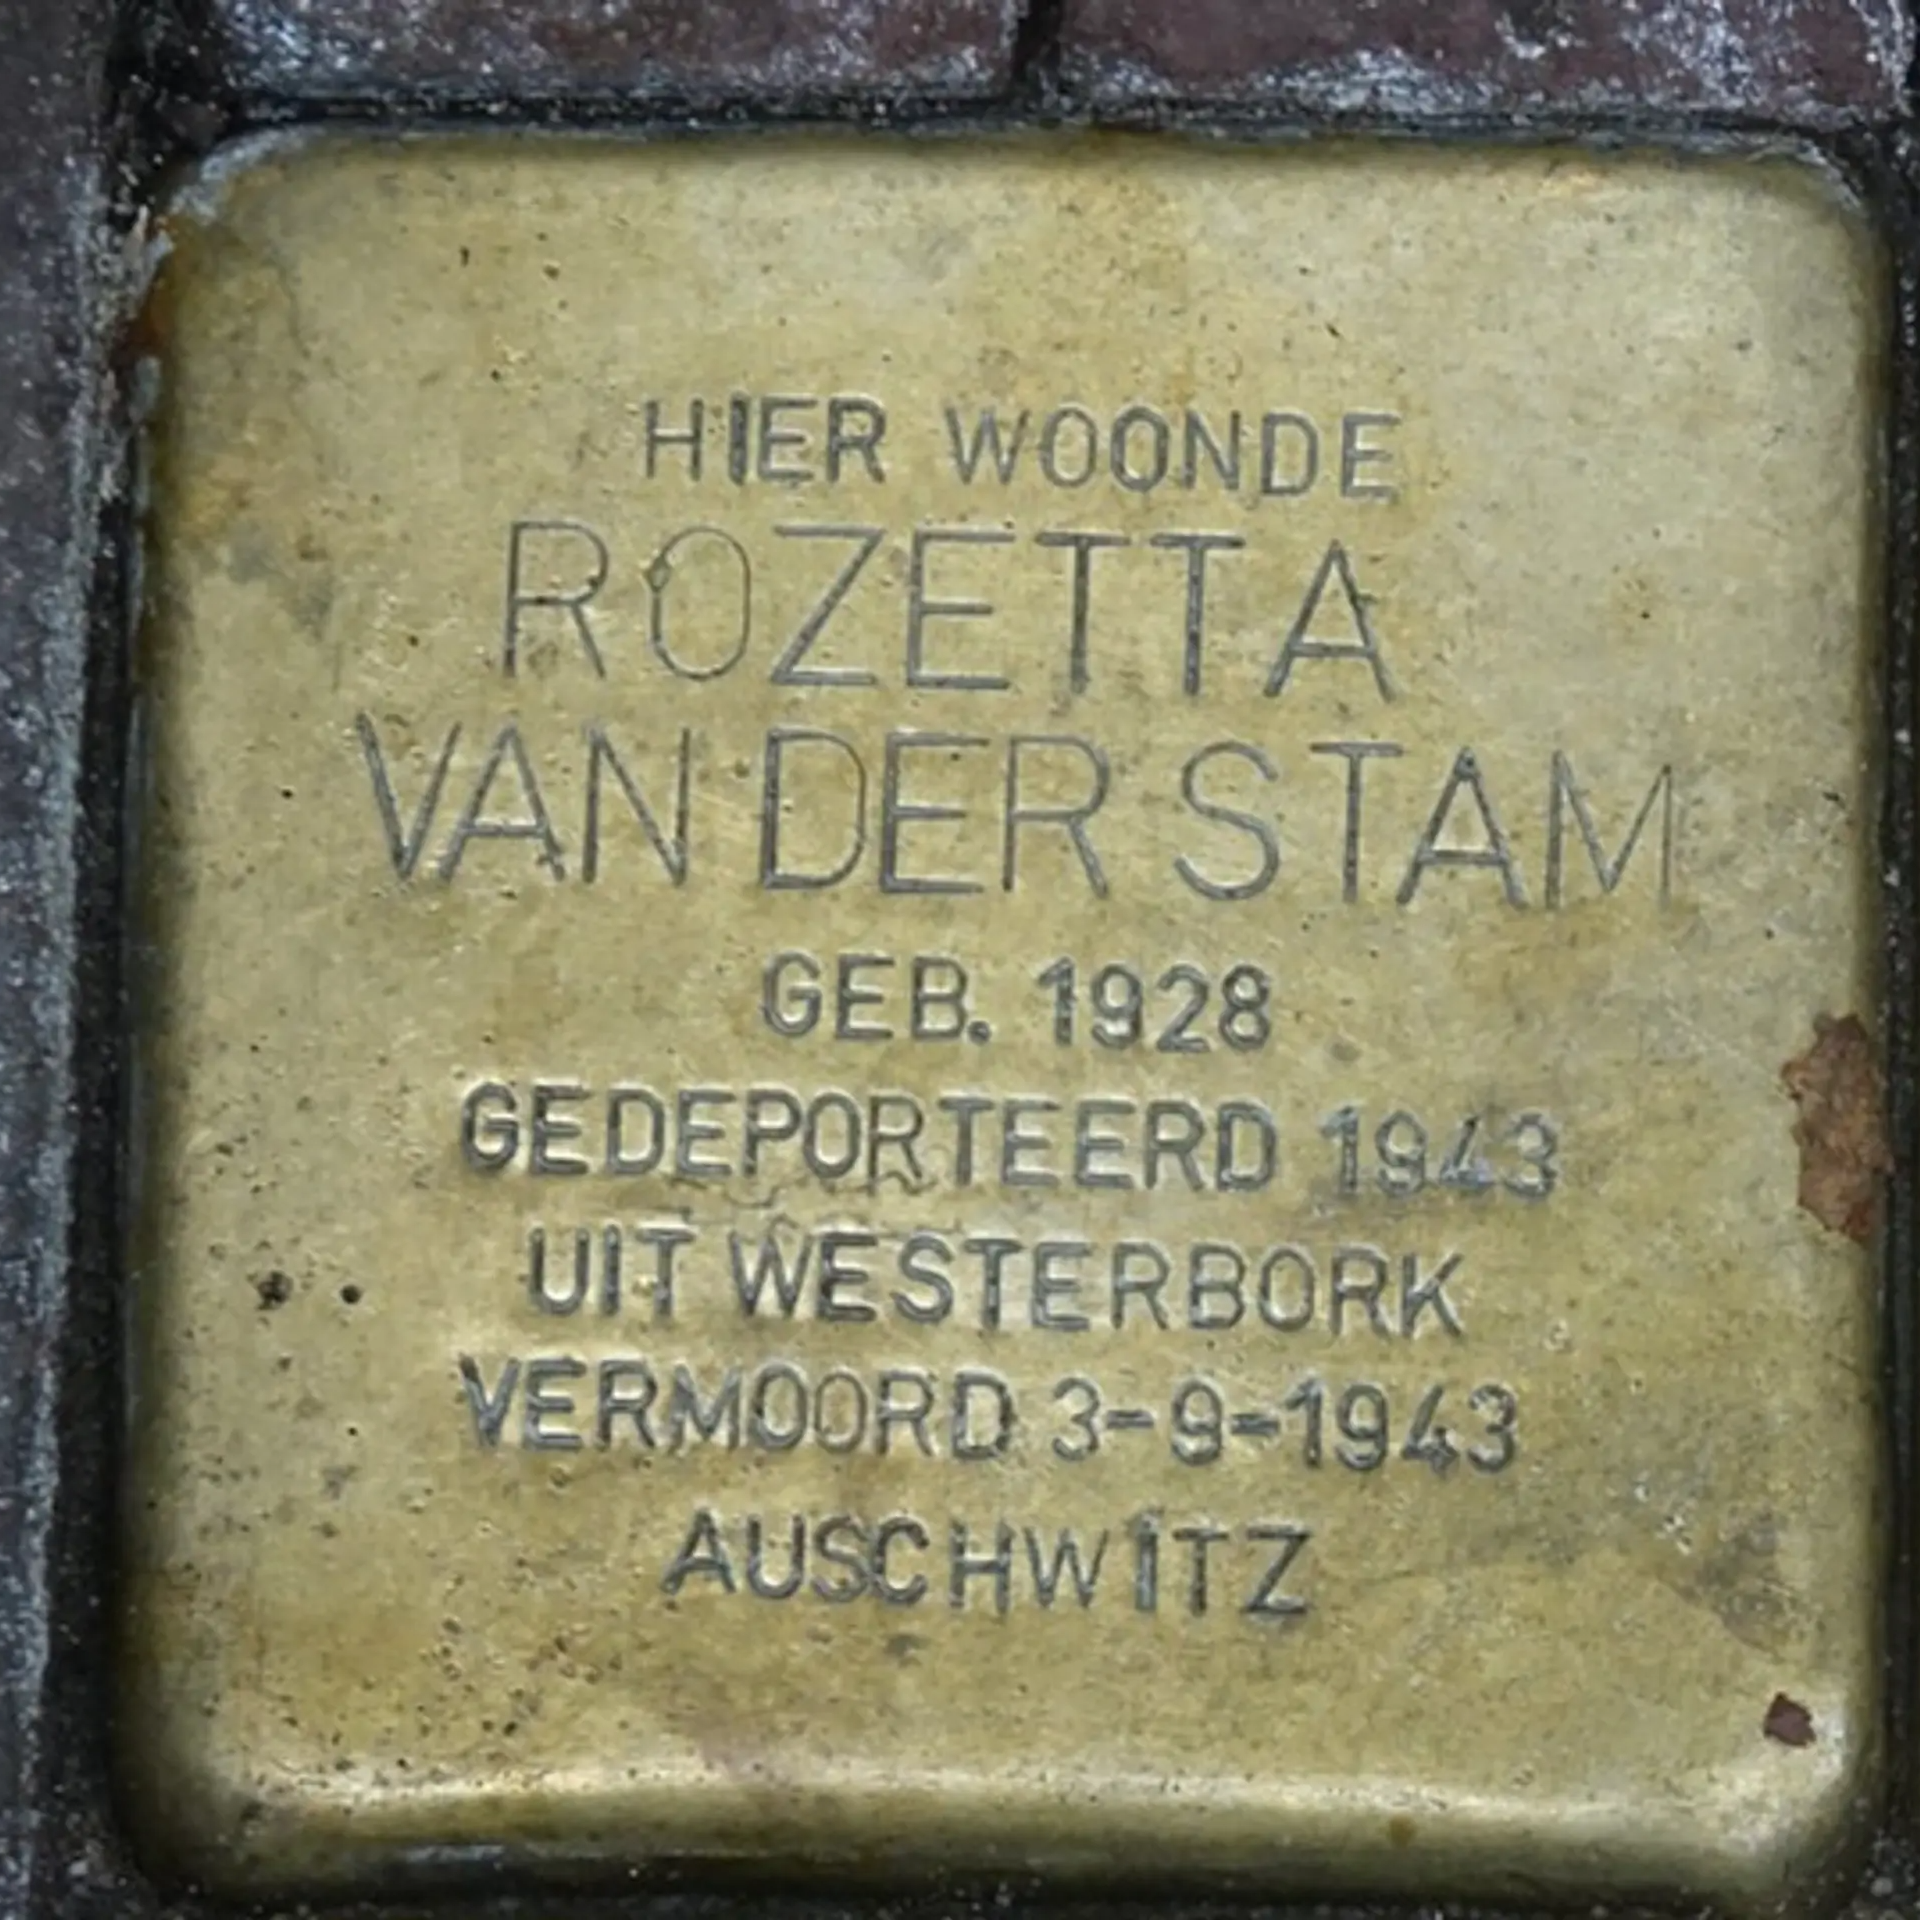 HIER WOONDE
ROZETTA
VAN DER STAM
GEB. 1928
GEDEPORTEERD 1943
UIT WESTERBORK
VERMOORD 3-9-1943
AUSCHWITZ